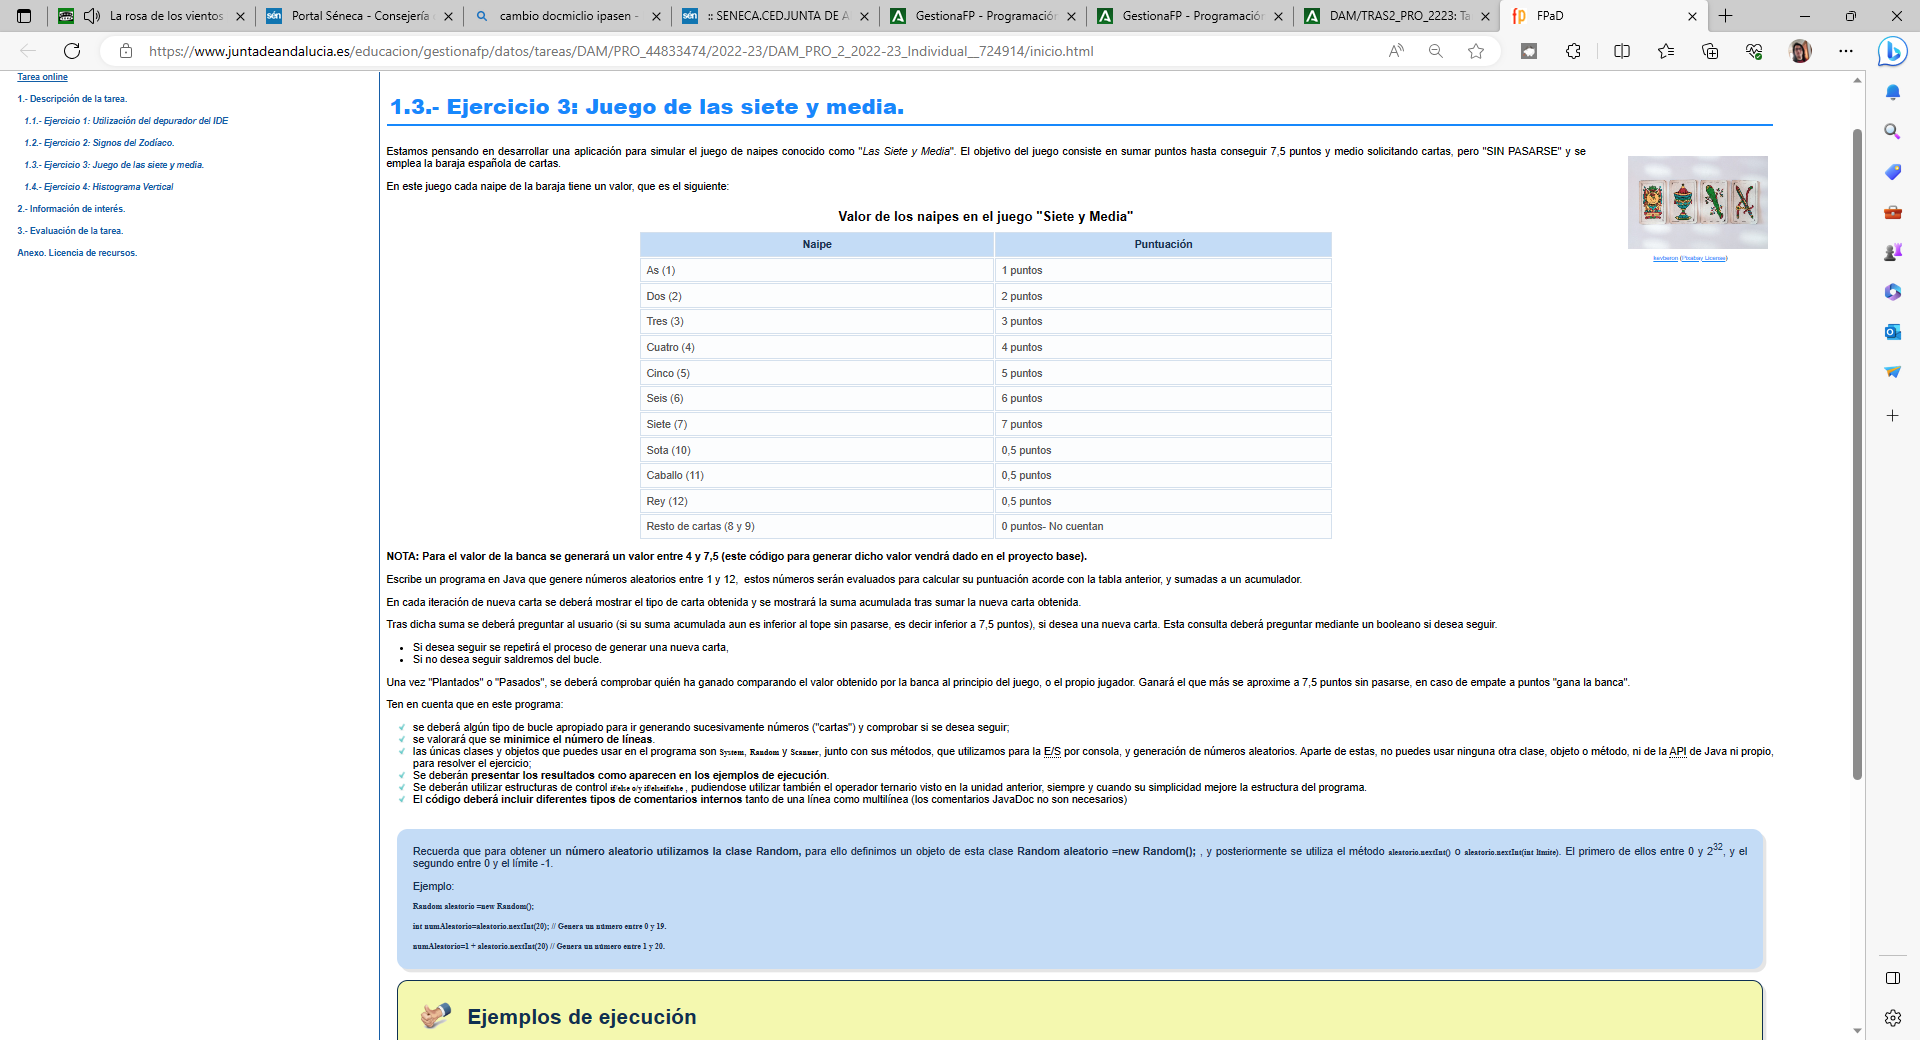 La rosa de los vientos
Portal Séneca - Consejería
cambio docmiclio ipasen -
:: SENECA.CEDJUNTA DE A
GestionaFP - Programación
GestionaFP - Programación
DAM/TRAS2_PRO_2223: Ta
FPaD
https://www.juntadeandalucia.es/educacion/gestionafp/datos/tareas/DAM/PRO_44833474/2022-23/DAM_PRO_2_2022-23_Individual__724914/inicio.html
Tarea online
1.- Descripción de la tarea.
1.1.- Ejercicio 1: Utilización del depurador del IDE
1.2.- Ejercicio 2: Signos del Zodíaco.
1.3.- Ejercicio 3: Juego de las siete y media.
1.4.- Ejercicio 4: Histograma Vertical
2.- Información de interés.
3.- Evaluación de la tarea.
Anexo. Licencia de recursos.
1.3.- Ejercicio 3: Juego de las siete y media.
Estamos pensando en desarrollar una aplicación para simular el juego de naipes conocido como "Las Siete y Media". El objetivo del juego consiste en sumar puntos hasta conseguir 7,5 puntos y medio solicitando cartas, pero "SIN PASARSE" y se
emplea la baraja española de cartas.
En este juego cada naipe de la baraja tiene un valor, que es el siguiente:
(Pixabay License)
Valor de los naipes en el juego "Siete y Media"
Naipe Puntuación
As (1) 1 puntos
Dos (2) 2 puntos
Tres (3) 3 puntos
Cuatro (4) 4 puntos
Cinco (5) 5 puntos
Seis (6) 6 puntos
Siete (7) 7 puntos
Sota (10) 0,5 puntos
Caballo (11) 0,5 puntos
Rey (12) 0,5 puntos
Resto de cartas (8 y 9) 0 puntos- No cuentan
NOTA: Para el valor de la banca se generará un valor entre 4 y 7,5 (este código para generar dicho valor vendrá dado en el proyecto base).
Escribe un programa en Java que genere números aleatorios entre 1 y 12, estos números serán evaluados para calcular su puntuación acorde con la tabla anterior, y sumadas a un acumulador.
En cada iteración de nueva carta se deberá mostrar el tipo de carta obtenida y se mostrará la suma acumulada tras sumar la nueva carta obtenida.
Tras dicha suma se deberá preguntar al usuario (si su suma acumulada aun es inferior al tope sin pasarse, es decir inferior a 7,5 puntos), si desea una nueva carta. Esta consulta deberá preguntar mediante un booleano si desea seguir.
• Si desea seguir se repetirá el proceso de generar una nueva carta,
• Si no desea seguir saldremos del bucle.
Una vez "Plantados" o "Pasados", se deberá comprobar quién ha ganado comparando el valor obtenido por la banca al principio del juego, o el propio jugador. Ganará el que más se aproxime a 7,5 puntos sin pasarse, en caso de empate a puntos "gana la banca".
Ten en cuenta que en este programa:
se deberá algún tipo de bucle apropiado para ir generando sucesivamente números ("cartas") y comprobar si se desea seguir;
se valorará que se minimice el número de líneas.
las únicas clases y objetos que puedes usar en el programa son System, Random y Scanner, junto con sus métodos, que utilizamos para la E/S por consola, y generación de números aleatorios. Aparte de estas, no puedes usar ninguna otra clase, objeto o método, ni de la API de Java ni propio,
para resolver el ejercicio;
Se deberán presentar los resultados como aparecen en los ejemplos de ejecución.
Se deberán utilizar estructuras de control if/else o/y if/elseif/else , pudiendose utilizar también el operador ternario visto en la unidad anterior, siempre y cuando su simplicidad mejore la estructura del programa.
El código deberá incluir diferentes tipos de comentarios internos tanto de una línea como multilínea (los comentarios JavaDoc no son necesarios)
Recuerda que para obtener un número aleatorio utilizamos la clase Random, para ello definimos un objeto de esta clase Random aleatorio =new Random(); , y posteriormente se utiliza el método aleatorio.nextInt() o aleatorio.nextInt(int limite). El primero de ellos entre 0 y 2^32, y el
segundo entre 0 y el límite -1.
Ejemplo:
Random aleatorio =new Random();
int numAleatorio=aleatorio.nextInt(20); // Genera un número entre 0 y 19.
numAleatorio=1 + aleatorio.nextInt(20) // Genera un número entre 1 y 20.
Ejemplos de ejecución